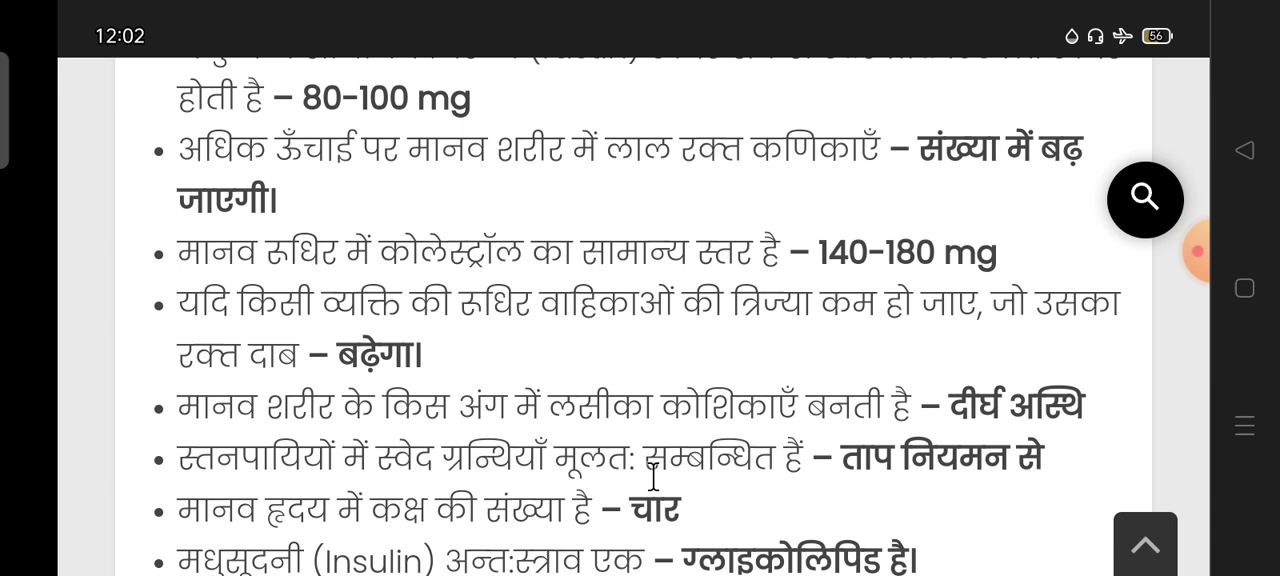 12:02
56
होती है – 80-100 mg
• अधिक ऊँचाई पर मानव शरीर में लाल रक्त कणिकाएँ – संख्या में बढ़
जाएगी।
• मानव रूधिर में कोलेस्ट्रॉल का सामान्य स्तर है – 140-180 mg
• यदि किसी व्यक्ति की रूधिर वाहिकाओं की त्रिज्या कम हो जाए, जो उसका
रक्त दाब – बढ़ेगा।
• मानव शरीर के किस अंग में लसीका कोशिकाएँ बनती है – दीर्घ अस्थि
• स्तनपायियों में स्वेद ग्रन्थियाँ मूलत: सम्बन्धित हैं – ताप नियमन से
• मानव हृदय में कक्ष की संख्या है – चार
• मधुसूदनी (Insulin) अन्त:स्त्राव एक – ग्लाइकोलिपिड है।